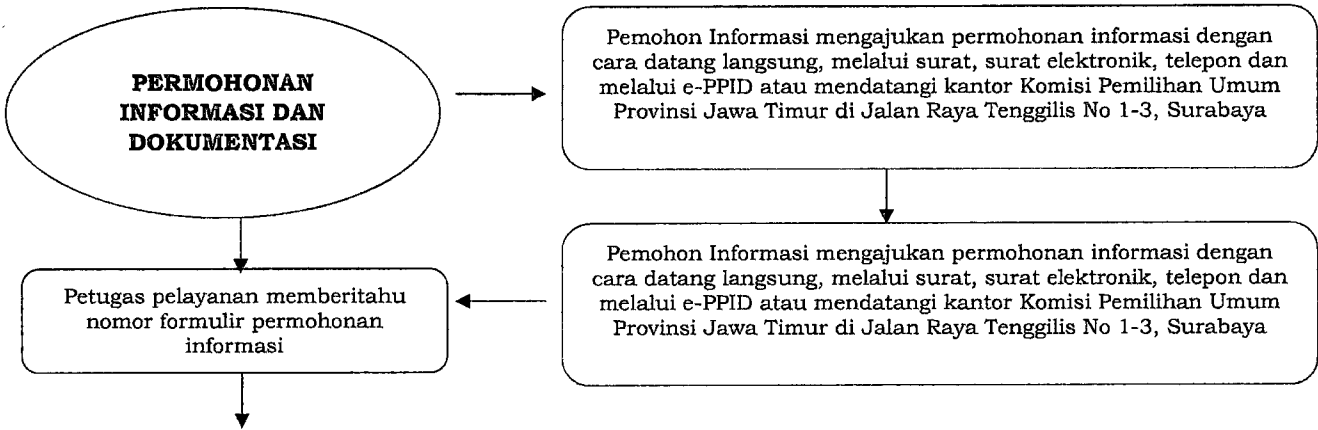 PERMOHONAN
INFORMASI DAN
DOKUMENTASI
Pemohon Informasi mengajukan permohonan informasi dengan
cara datang langsung, melalui surat, surat elektronik, telepon dan
melalui e-PPID atau mendatangi kantor Komisi Pemilihan Umum
Provinsi Jawa Timur di Jalan Raya Tenggilis No 1-3, Surabaya
Pemohon Informasi mengajukan permohonan informasi dengan
cara datang langsung, melalui surat, surat elektronik, telepon dan
melalui e-PPID atau mendatangi kantor Komisi Pemilihan Umum
Provinsi Jawa Timur di Jalan Raya Tenggilis No 1-3, Surabaya
Petugas pelayanan memberitahu
nomor formulir permohonan
informasi